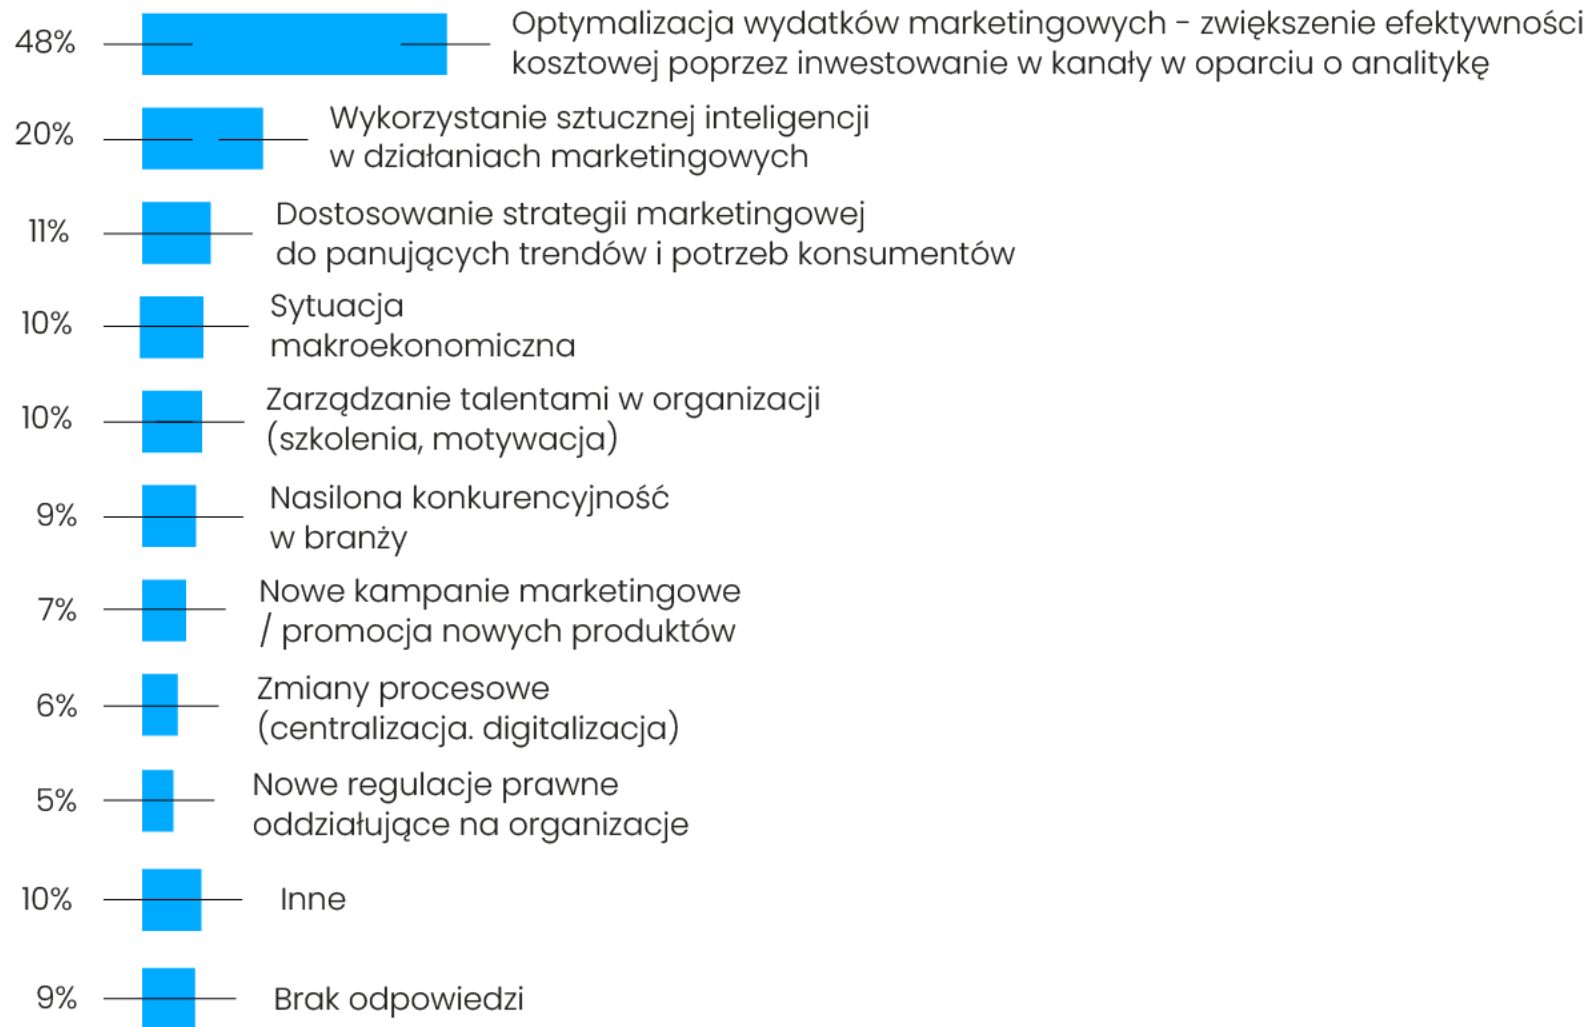 48%
Optymalizacja wydatków marketingowych - zwiększenie efektywności
kosztowej poprzez inwestowanie w kanały w oparciu o analitykę
20%
Wykorzystanie sztucznej inteligencji
w działaniach marketingowych
11%
Dostosowanie strategii marketingowej
do panujących trendów i potrzeb konsumentów
10%
Sytuacja
makroekonomiczna
10%
Zarządzanie talentami w organizacji
(szkolenia, motywacja)
9%
Nasilona konkurencyjność
w branży
7%
Nowe kampanie marketingowe
/ promocja nowych produktów
6%
Zmiany procesowe
(centralizacja. digitalizacja)
5%
Nowe regulacje prawne
oddziałujące na organizacje
10%
Inne
9%
Brak odpowiedzi